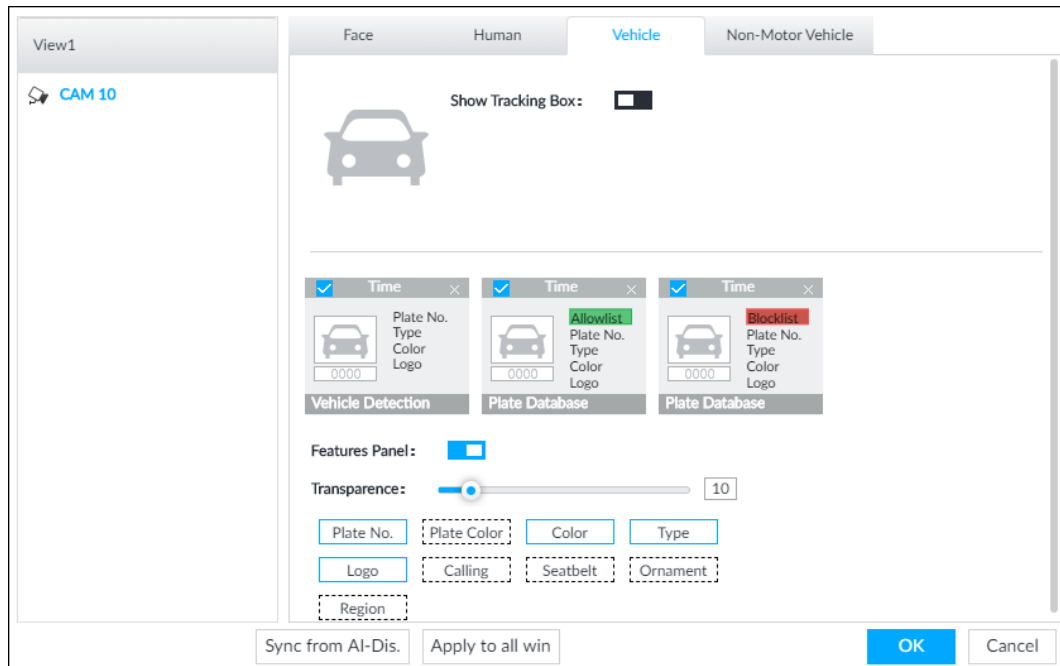 View1
CAM 10
Face
Human
Vehicle
Non-Motor Vehicle
Show Tracking Box:
Time
Plate No.
Type
Color
Logo
0000
Vehicle Detection
Time
Allowlist
Plate No.
Type
Color
Logo
0000
Plate Database
Time
Blocklist
Plate No.
Type
Color
Logo
0000
Plate Database
Features Panel:
Transparence:
10
Plate No.
Plate Color
Color
Type
Logo
Calling
Seatbelt
Ornament
Region
Sync from AI-Dis.
Apply to all win
OK
Cancel